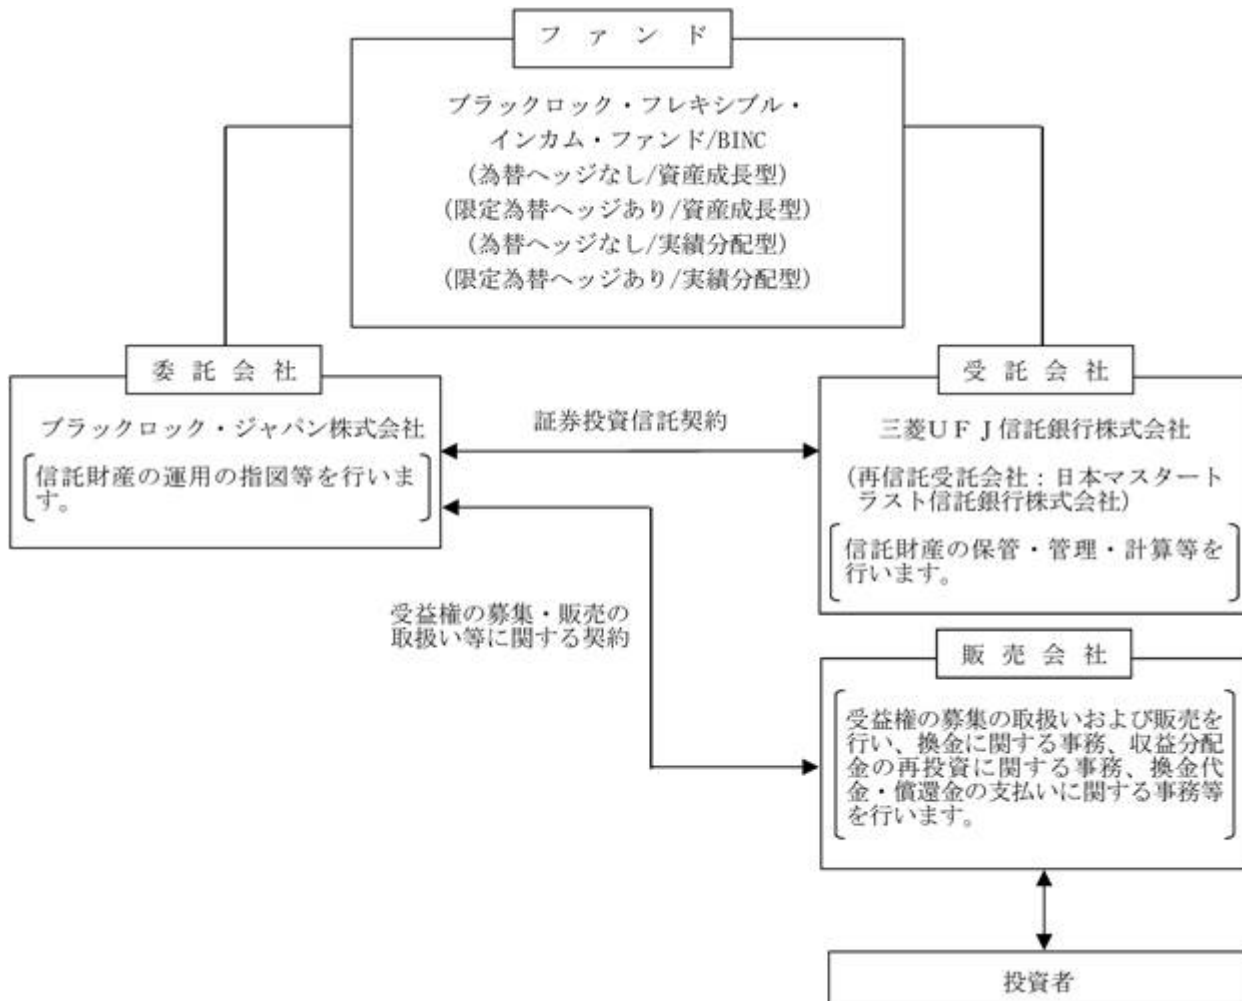 ファンド
ブラックロック・フレキシブル・
インカム・ファンド/BINC
(為替ヘッジなし/資産成長型)
(限定為替ヘッジあり/資産成長型)
(為替ヘッジなし/実績分配型)
(限定為替ヘッジあり/実績分配型)
委託会社
ブラックロック・ジャパン株式会社
信託財産の運用の指図等を行いま
す。
証券投資信託契約
受託会社
三菱UFJ信託銀行株式会社
(再信託受託会社:日本マスタート
ラスト信託銀行株式会社)
信託財産の保管・管理・計算等を
行います。
受益権の募集・販売の
取扱い等に関する契約
販売会社
受益権の募集の取扱いおよび販売を
行い、換金に関する事務、収益分配
金の再投資に関する事務、換金代
金・償還金の支払いに関する事務等
を行います。
投資者